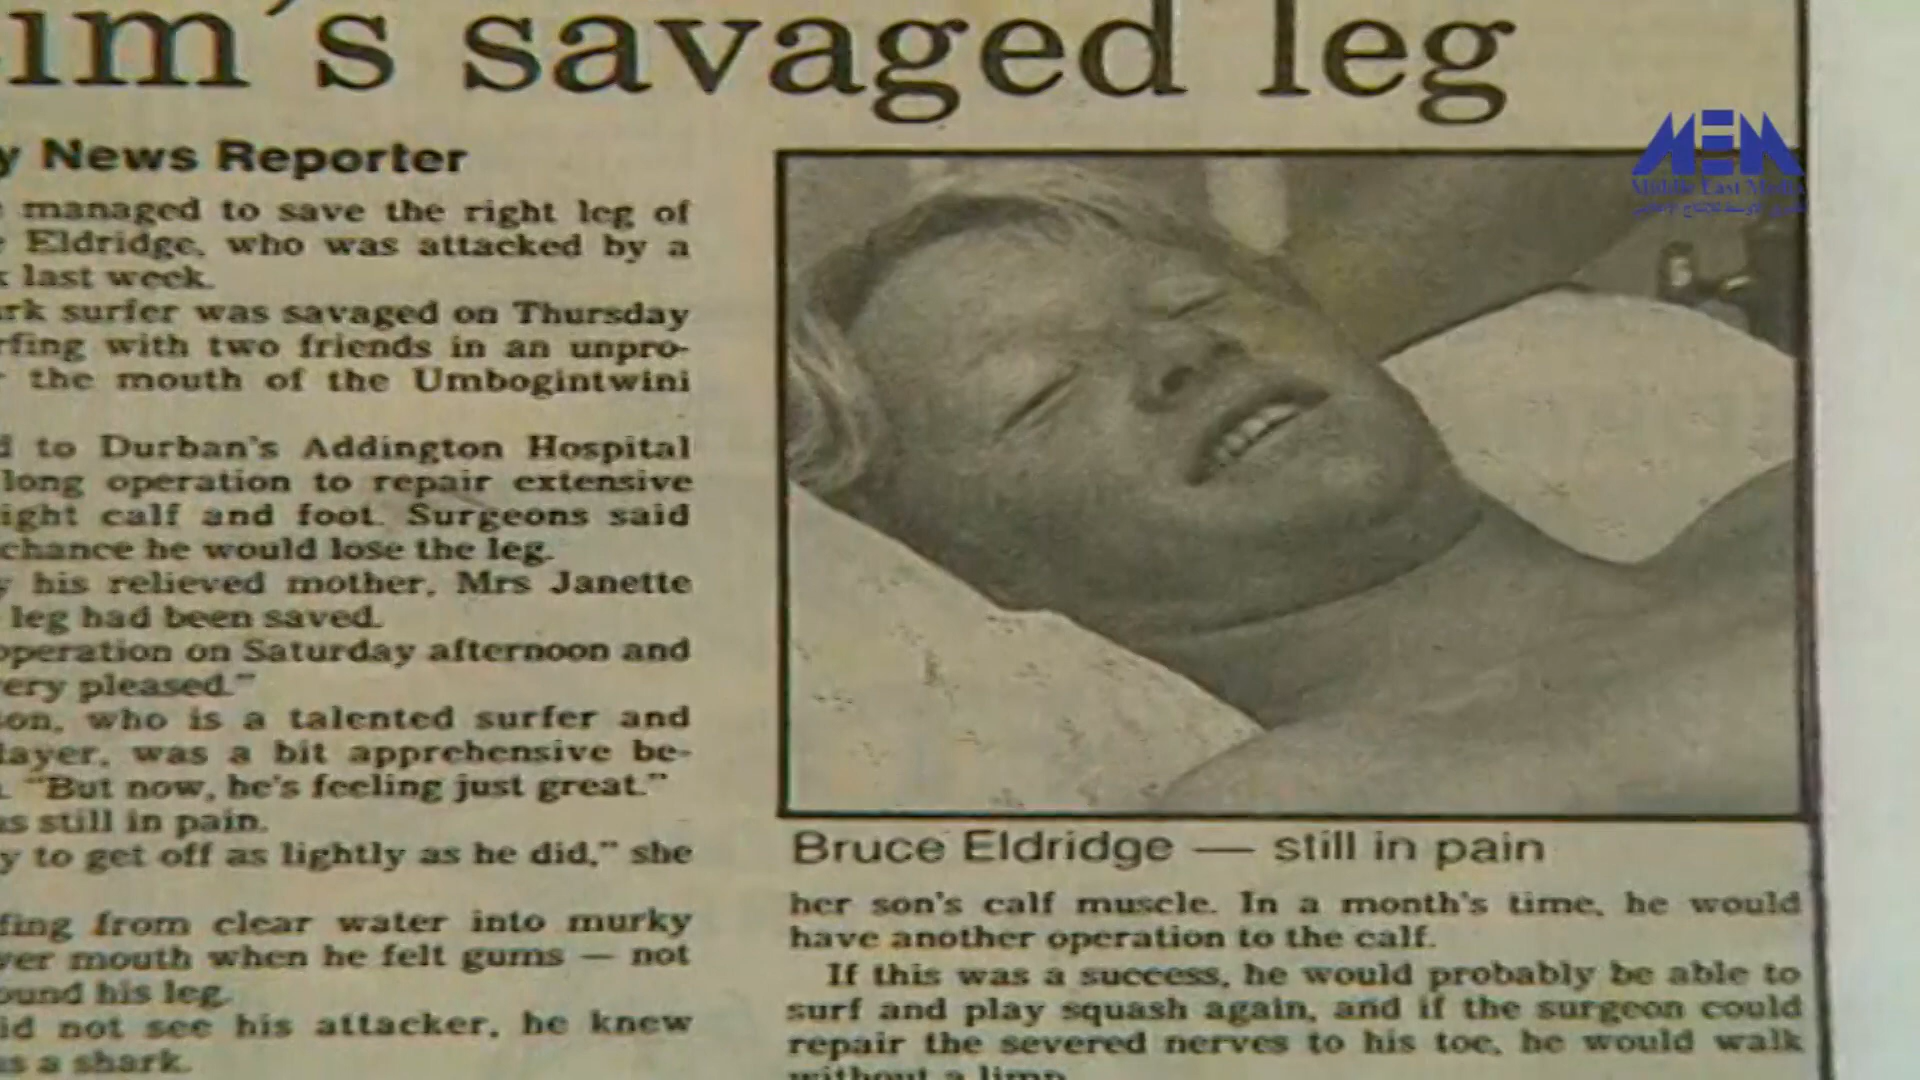 im's savaged leg
y News Reporter
managed to save the right leg of
Eldridge, who was attacked by a
last week.
rk surfer was savaged on Thursday
rfing with two friends in an unpro-
the mouth of the Umbogintwini
to Durban's Addington Hospital
long operation to repair extensive
ight calf and foot. Surgeons said
chance he would lose the leg.
y his relieved mother, Mrs Janette
leg had been saved.
operation on Saturday afternoon and
ery pleased."
on, who is a talented surfer and
layer, was a bit apprehensive be-
"But now, he's feeling just great."
as still in pain.
y to get off as lightly as he did," she
fing from clear water into murky
ver mouth when he felt gums — not
ound his leg.
id not see his attacker, he knew
as a shark.
Bruce Eldridge — still in pain
her son's calf muscle. In a month's time, he would
have another operation to the calf.
If this was a success, he would probably be able to
surf and play squash again, and if the surgeon could
repair the severed nerves to his toe, he would walk
without a limp
MEM
Middle East Media